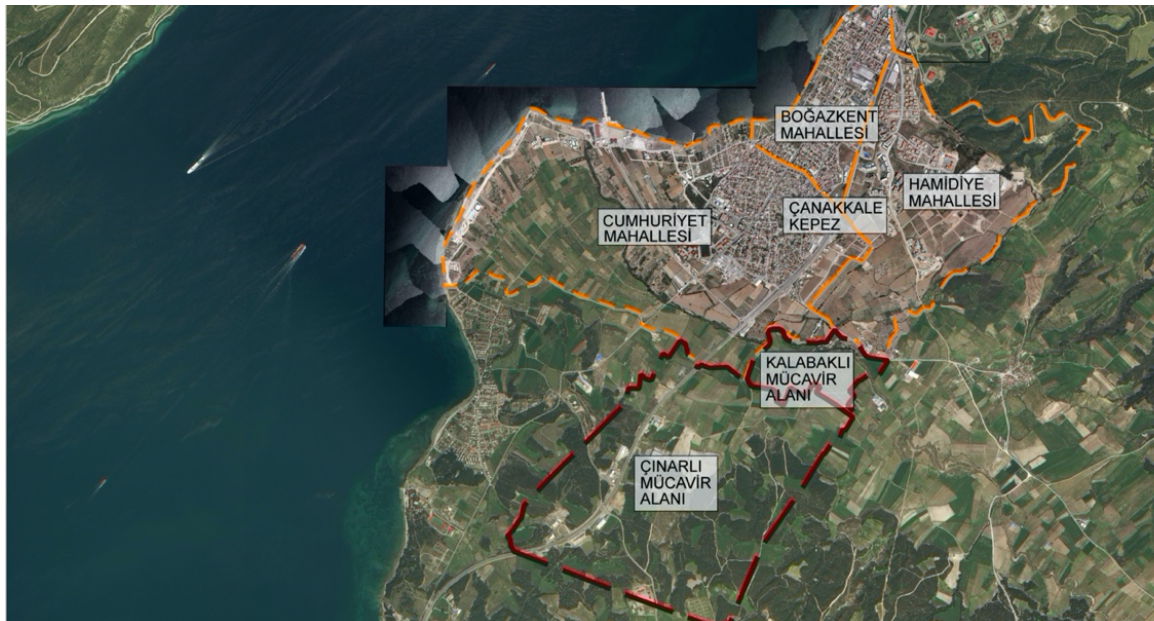 BOĞAZKENT
MAHALLESİ
HAMİDİYE
MAHALLESİ
ÇANAKKALE
KEPEZ
CUMHURİYET
MAHALLESİ
KALABAKLI
MÜCAVİR
ALANI
ÇINARLI
MÜCAVİR
ALANI